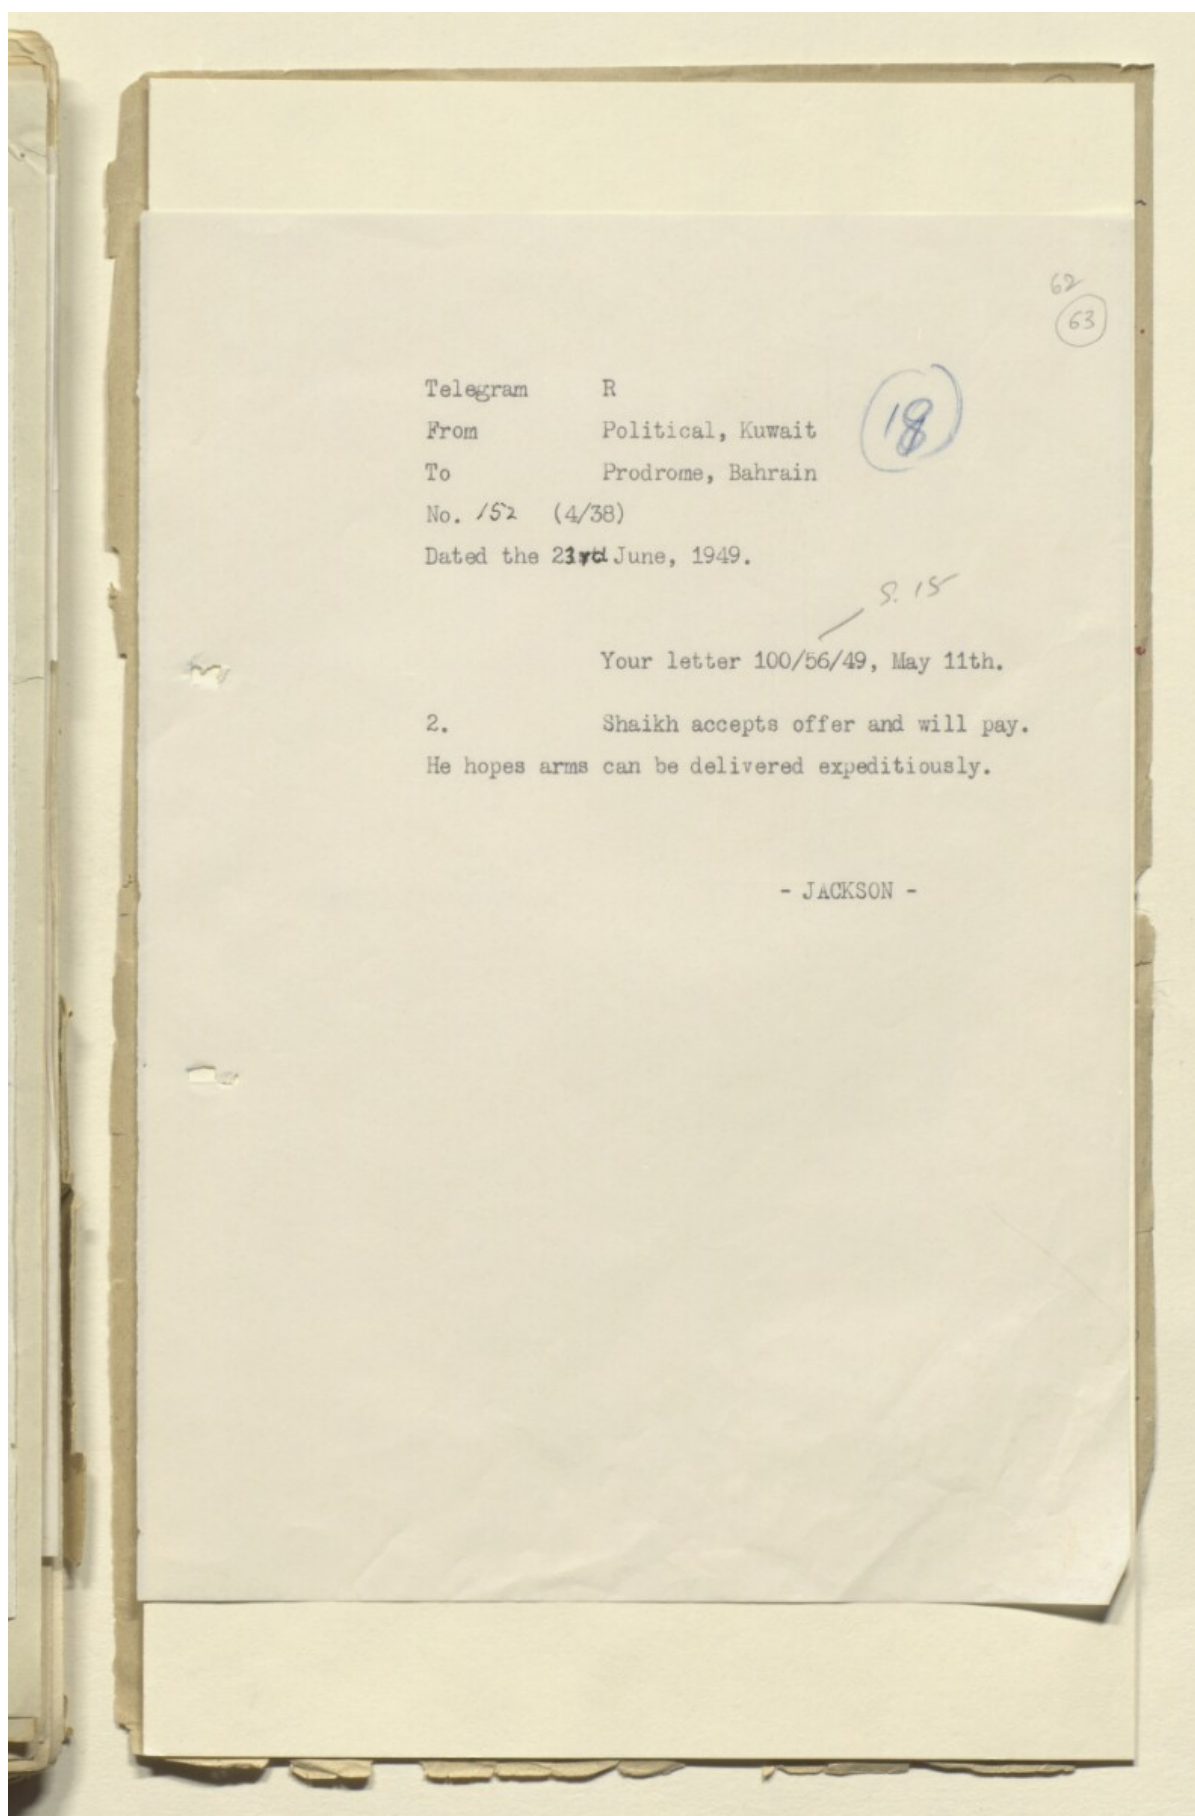 62
63
Telegram R
18
From Political, Kuwait
To Prodrome, Bahrain
No. 152 (4/38)
Dated the June, 1949.
S. 15
Your letter 100/56/49, May 11th.
2. Shaikh accepts offer and will pay.
He hopes arms can be delivered expeditiously.
- JACKSON -